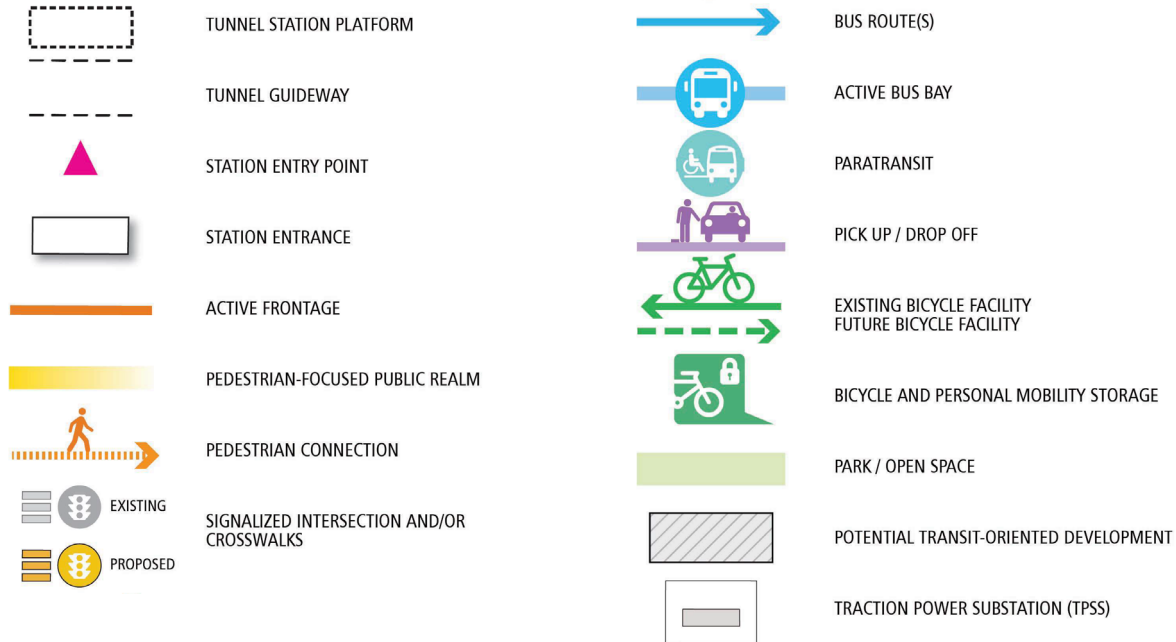 TUNNEL STATION PLATFORM
TUNNEL GUIDEWAY
STATION ENTRY POINT
STATION ENTRANCE
ACTIVE FRONTAGE
PEDESTRIAN-FOCUSED PUBLIC REALM
PEDESTRIAN CONNECTION
EXISTING
PROPOSED
SIGNALIZED INTERSECTION AND/OR
CROSSWALKS
BUS ROUTE(S)
ACTIVE BUS BAY
PARATRANSIT
PICK UP / DROP OFF
EXISTING BICYCLE FACILITY
FUTURE BICYCLE FACILITY
BICYCLE AND PERSONAL MOBILITY STORAGE
PARK / OPEN SPACE
POTENTIAL TRANSIT-ORIENTED DEVELOPMENT
TRACTION POWER SUBSTATION (TPSS)